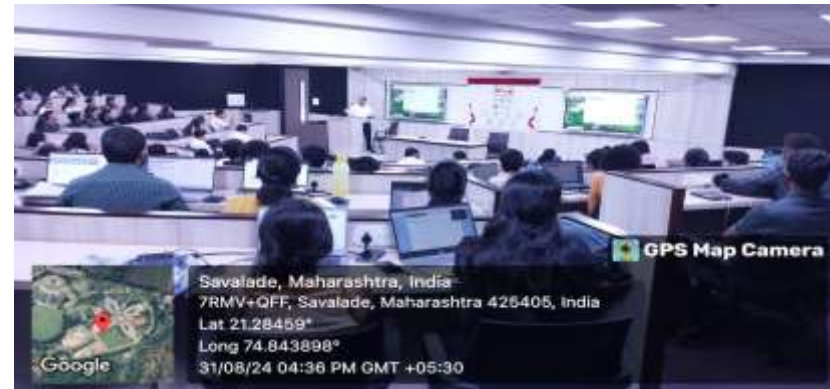 GPS Map Camera
Savalade, Maharashtra, India
7RMV+QFF, Savalade, Maharashtra 425405, India
Lat 21.28459°
Long 74.843898°
31/08/24 04:36 PM GMT +05:30
Google